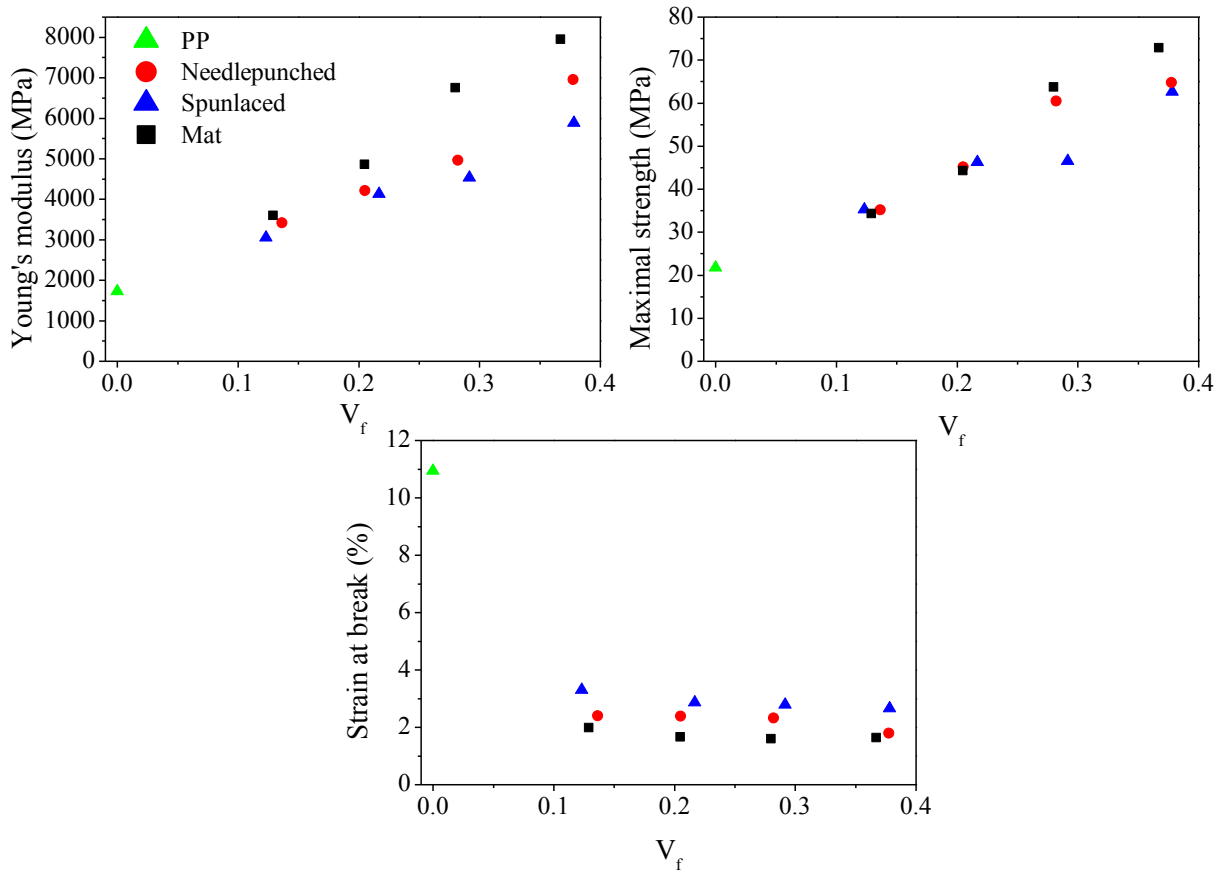 Young's modulus (MPa)
8000
7000
6000
5000
4000
3000
2000
1000
0
PP
Needlepunched
Spunlaced
Mat
0.0 0.1 0.2 0.3 0.4
V_f
Maximal strength (MPa)
80
70
60
50
40
30
20
10
0
0.0 0.1 0.2 0.3 0.4
V_f
Strain at break (%)
12
10
8
6
4
2
0
0.0 0.1 0.2 0.3 0.4
V_f